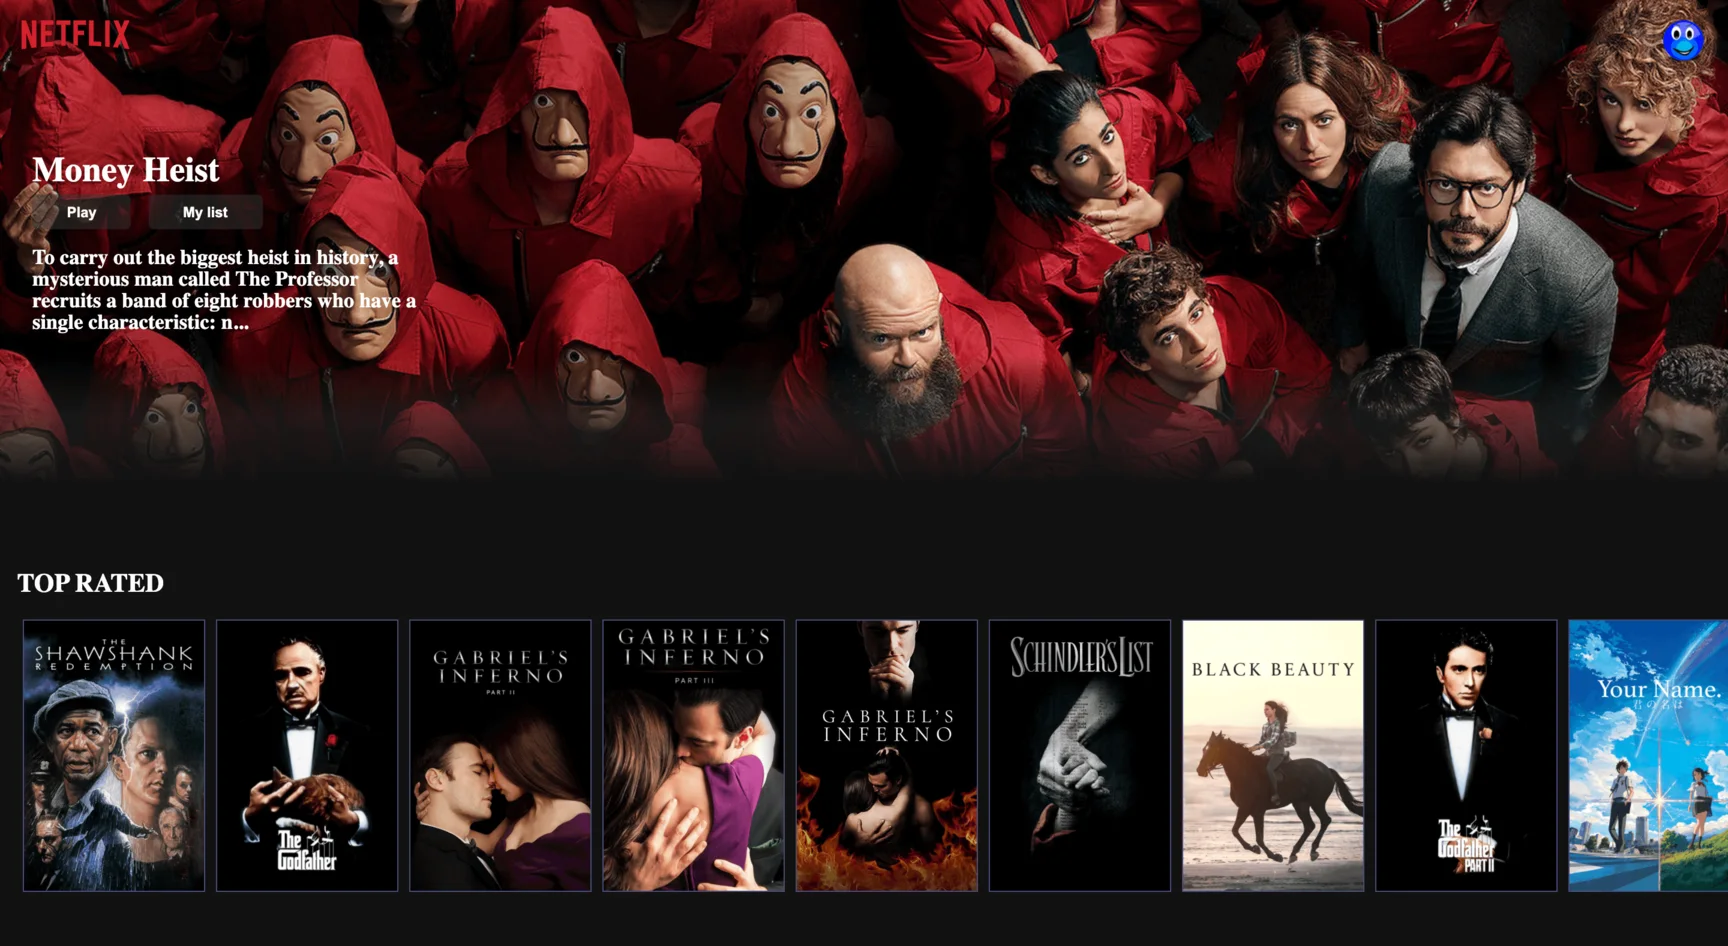 NETFLIX
Money Heist
Play
My list
To carry out the biggest heist in history, a
mysterious man called The Professor
recruits a band of eight robbers who have a
single characteristic: n...
TOP RATED
THE
SHAWSHANK
REDEMPTION
The
Godfather
GABRIEL'S
INFERNO
PART II
GABRIEL'S
INFERNO
PART III
GABRIEL'S
INFERNO
SCHINDLER'S LIST
BLACK BEAUTY
The
Godfather
PART II
Your Name.
君の名は